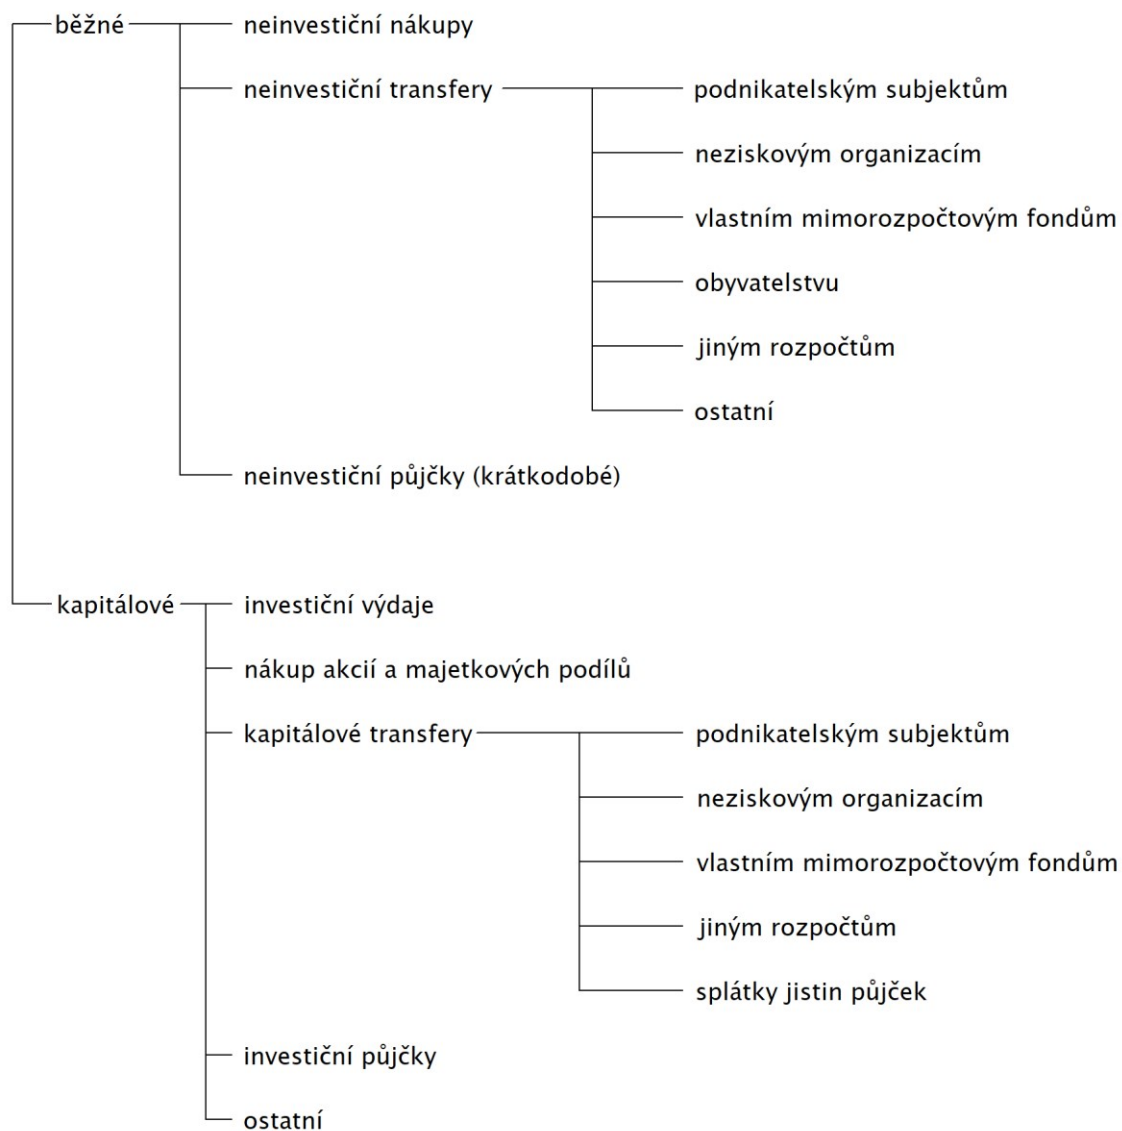 běžné
neinvestiční nákupy
neinvestiční transfery
podnikatelským subjektům
neziskovým organizacím
vlastním mimorozpočtovým fondům
obyvatelstvu
jiným rozpočtům
ostatní
neinvestiční půjčky (krátkodobé)
kapitálové
investiční výdaje
nákup akcií a majetkových podílů
kapitálové transfery
podnikatelským subjektům
neziskovým organizacím
vlastním mimorozpočtovým fondům
jiným rozpočtům
splátky jistin půjček
investiční půjčky
ostatní